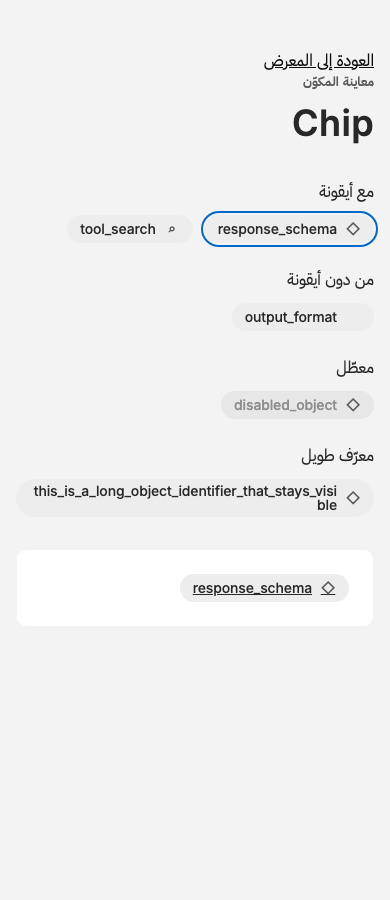 العودة إلى المعرض
معاينة المكوّن
Chip
مع أيقونة
response_schema
tool_search
من دون أيقونة
output_format
معطّل
disabled_object
معرّف طويل
this_is_a_long_object_identifier_that_stays_visi
ble
response_schema